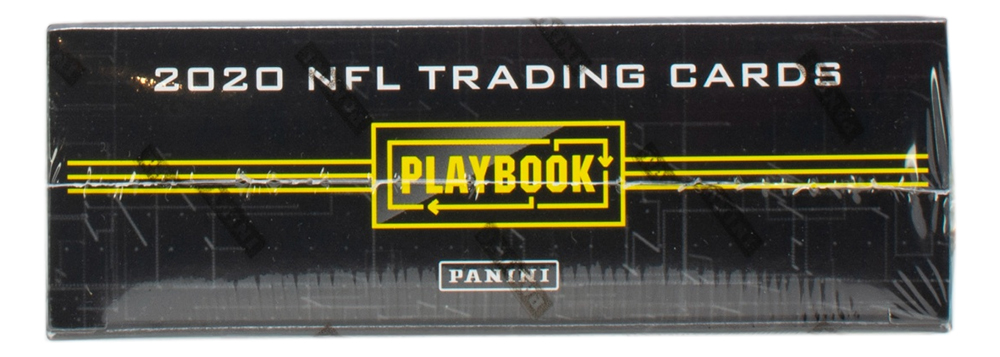 2020 NFL TRADING CARDS
PLAYBOOK
PANINI